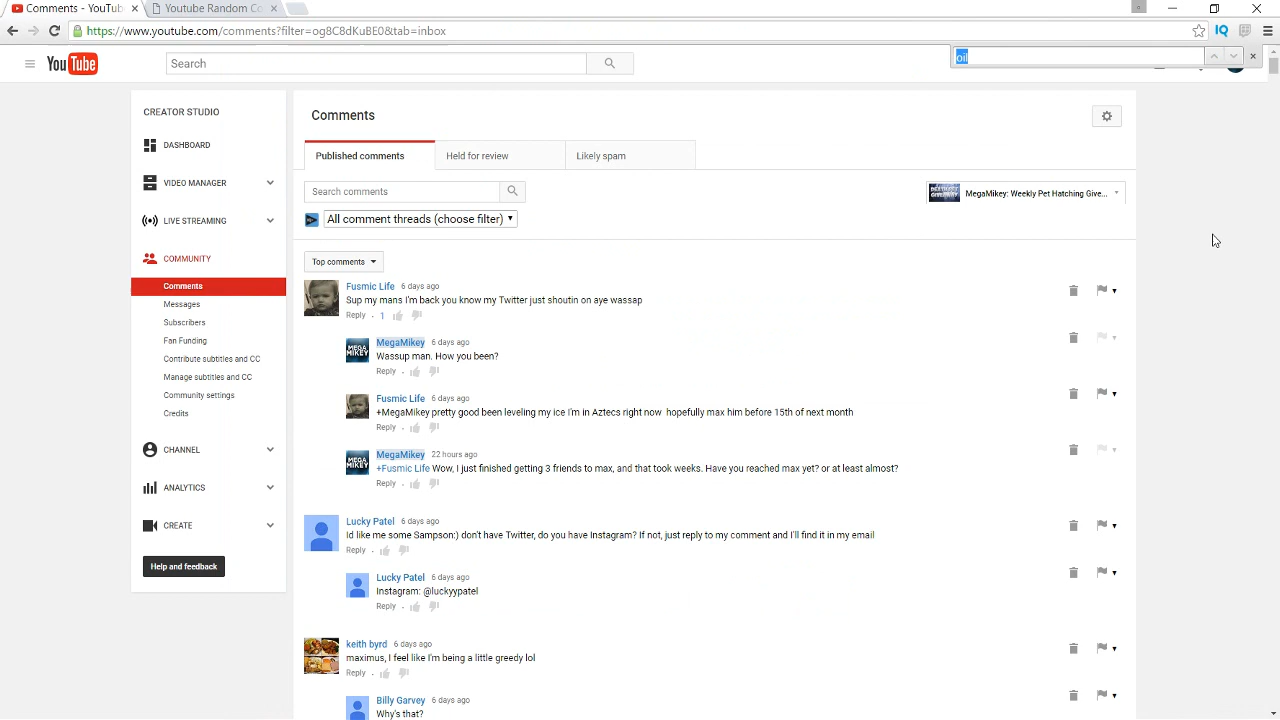 Comments - YouTub
Youtube Random Co
https://www.youtube.com/comments?filter=og8C8dKuBE0&tab=inbox
YouTube
Search
oil
CREATOR STUDIO
DASHBOARD
VIDEO MANAGER
LIVE STREAMING
COMMUNITY
Comments
Messages
Subscribers
Fan Funding
Contribute subtitles and CC
Manage subtitles and CC
Community settings
Credits
CHANNEL
ANALYTICS
CREATE
Help and feedback
Comments
Published comments
Held for review
Likely spam
Search comments
MegaMikey: Weekly Pet Hatching Give...
All comment threads (choose filter)
Top comments
Fusmic Life 6 days ago
Sup my mans I'm back you know my Twitter just shoutin on aye wassap
Reply · 1
MEGA MIKEY
MegaMikey 6 days ago
Wassup man. How you been?
Reply ·
Fusmic Life 6 days ago
+MegaMikey pretty good been leveling my ice I'm in Aztecs right now hopefully max him before 15th of next month
Reply ·
MEGA MIKEY
MegaMikey 22 hours ago
+Fusmic Life Wow, I just finished getting 3 friends to max, and that took weeks. Have you reached max yet? or at least almost?
Reply ·
Lucky Patel 6 days ago
Id like me some Sampson:) don't have Twitter, do you have Instagram? If not, just reply to my comment and I'll find it in my email
Reply ·
Lucky Patel 6 days ago
Instagram: @luckyypatel
Reply ·
keith byrd 6 days ago
maximus, I feel like I'm being a little greedy lol
Reply ·
Billy Garvey 6 days ago
Why's that?